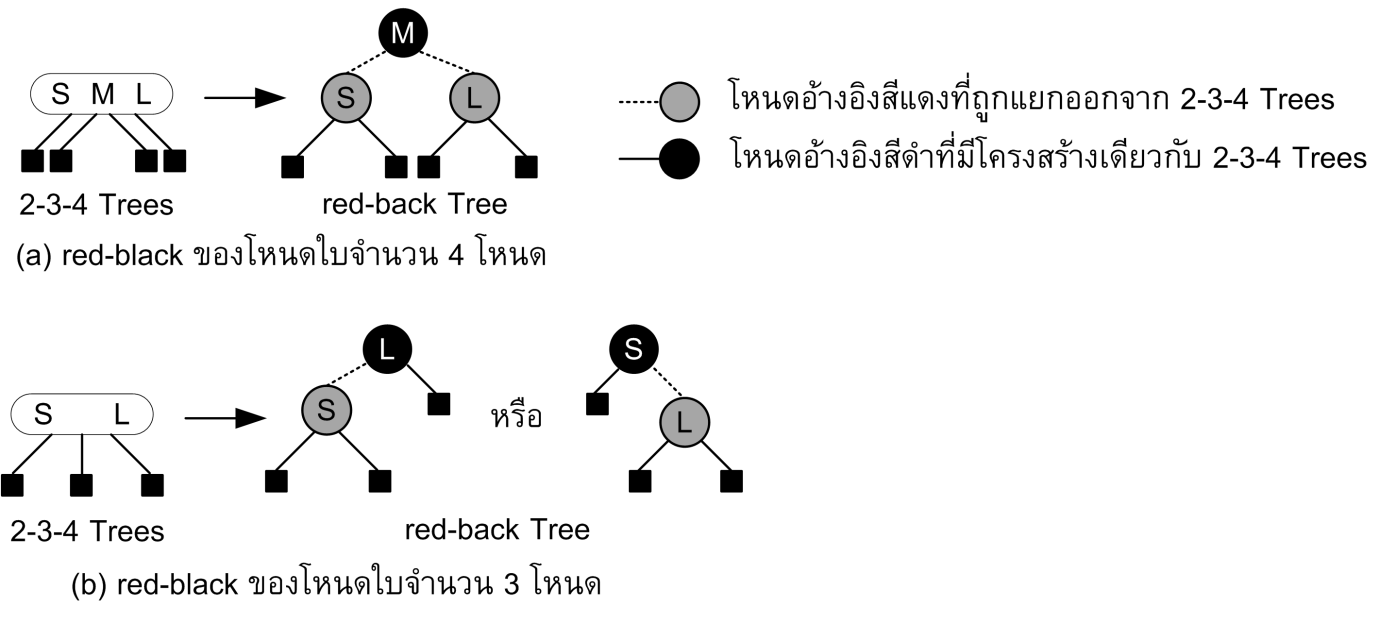 M
S M L
S
L
โหนดอ้างอิงสีแดงที่ถูกแยกออกจาก 2-3-4 Trees
โหนดอ้างอิงสีดำที่มีโครงสร้างเดียวกับ 2-3-4 Trees
2-3-4 Trees
red-back Tree
(a) red-black ของโหนดใบจำนวน 4 โหนด
L
S
S L
S
หรือ
L
2-3-4 Trees
red-back Tree
(b) red-black ของโหนดใบจำนวน 3 โหนด